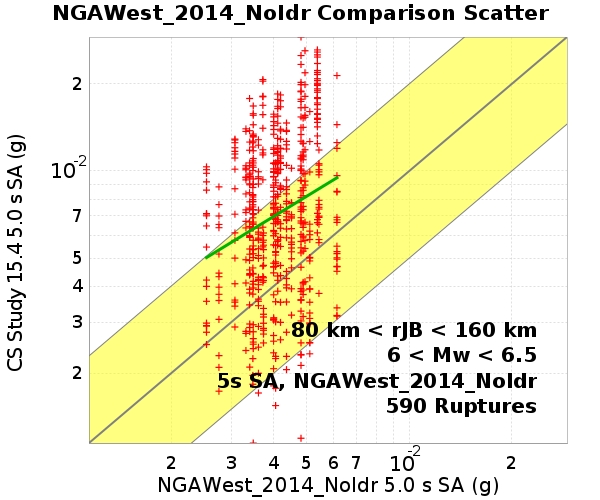 NGAWest_2014_NoIdr Comparison Scatter
CS Study 15.4 5.0 s SA (g)
2
10-2
7
5
4
3
2
80 km < rJB < 160 km
6 < Mw < 6.5
5s SA, NGAWest_2014_NoIdr
590 Ruptures
2 3 4 5 6 7 10-2 2
NGAWest_2014_NoIdr 5.0 s SA (g)